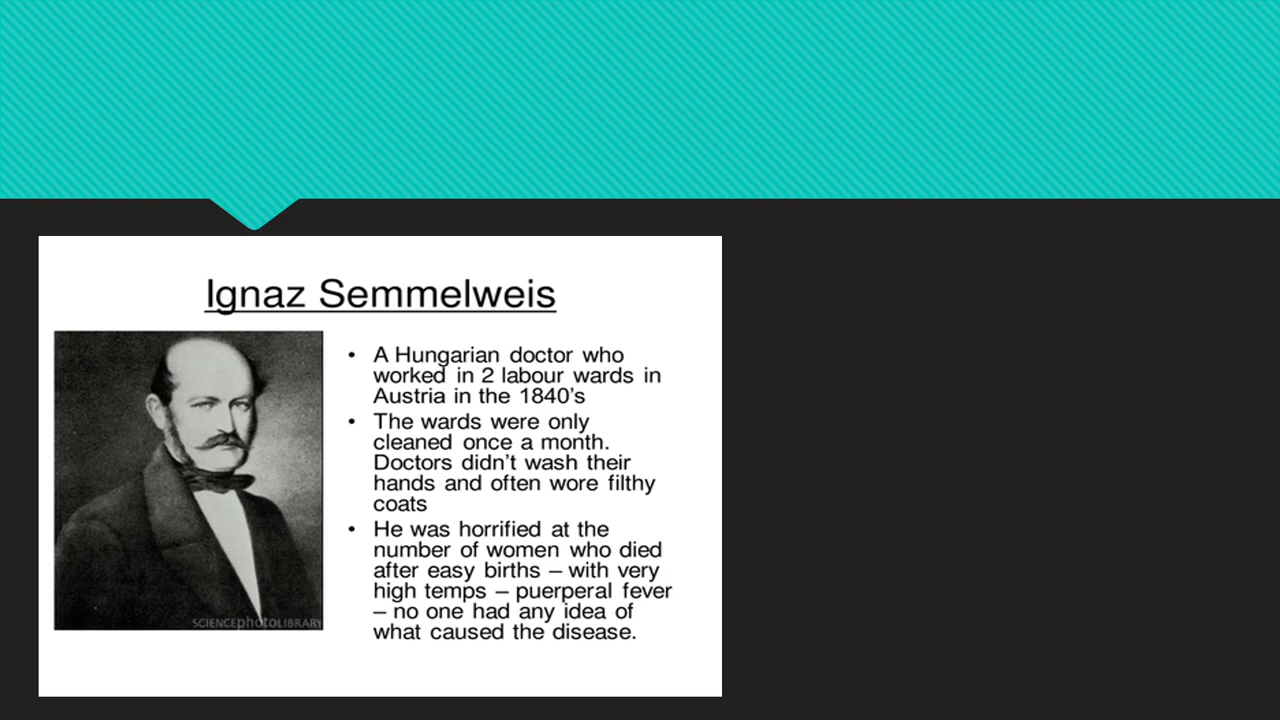 Ignaz Semmelweis
• A Hungarian doctor who
worked in 2 labour wards in
Austria in the 1840's
• The wards were only
cleaned once a month.
Doctors didn't wash their
hands and often wore filthy
coats
• He was horrified at the
number of women who died
after easy births – with very
high temps – puerperal fever
– no one had any idea of
what caused the disease.
SCIENCEphotoLIBRARY